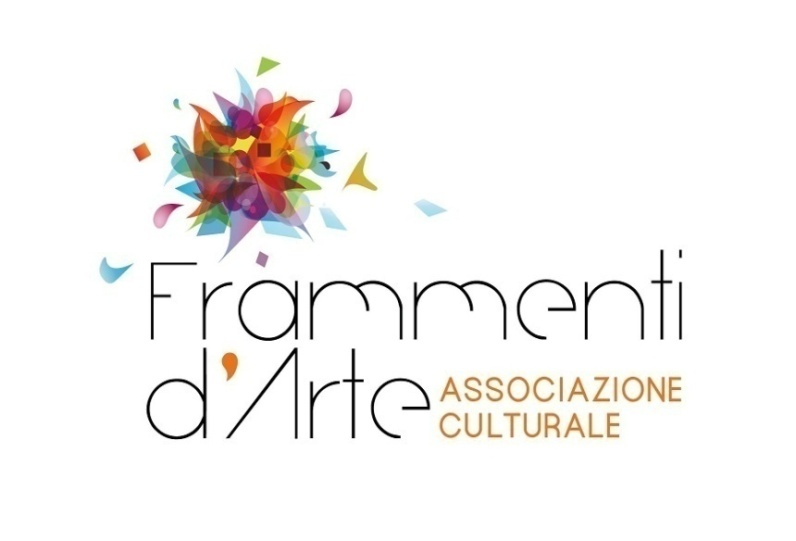 Frammenti
d'Arte
ASSOCIAZIONE
CULTURALE